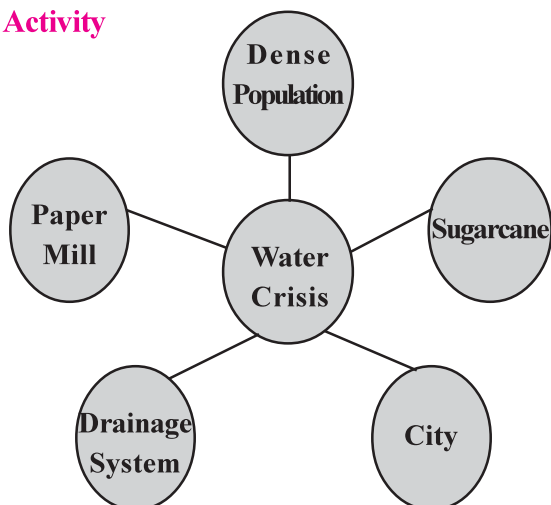 Activity
Dense
Population
Paper
Mill
Sugarcane
Water
Crisis
Drainage
System
City